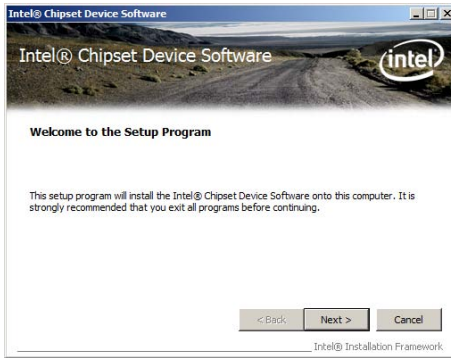 Intel® Chipset Device Software
Intel® Chipset Device Software
intel
Welcome to the Setup Program
This setup program will install the Intel® Chipset Device Software onto this computer. It is
strongly recommended that you exit all programs before continuing.
< Back Next > Cancel
Intel® Installation Framework